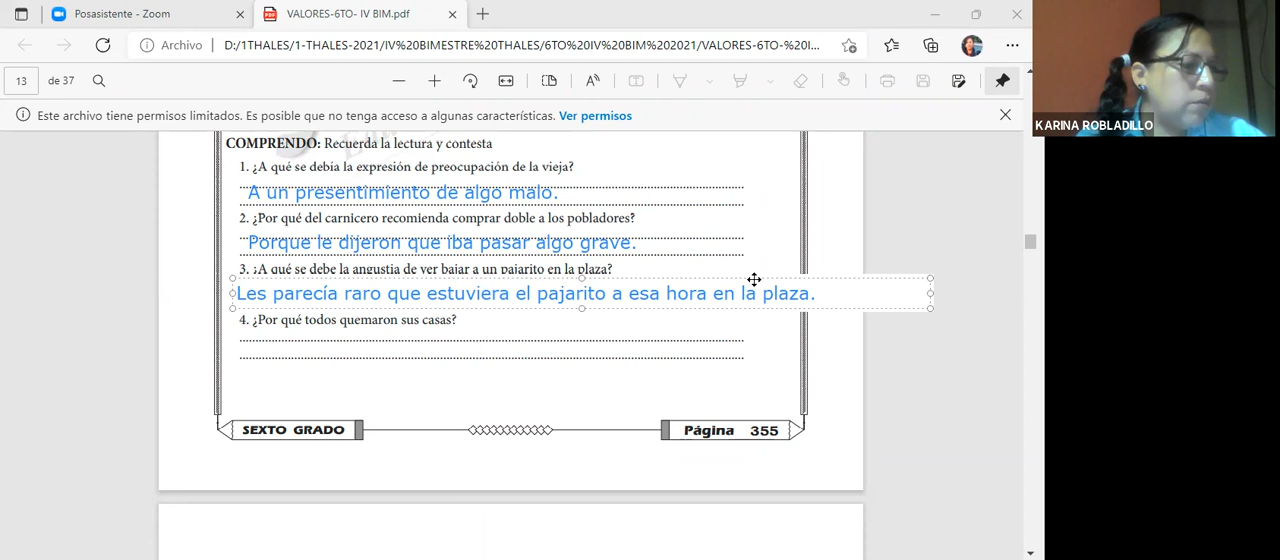 Posasistente - Zoom
VALORES-6TO- IV BIM.pdf
Archivo
D:/1THALES/1-THALES-2021/IV%20BIMESTRE%20THALES/6TO%20IV%20BIM%202021/VALORES-6TO-%20I...
13 de 37
Este archivo tiene permisos limitados. Es posible que no tenga acceso a algunas características. Ver permisos
KARINA ROBLADILLO
COMPRENDO: Recuerda la lectura y contesta
1. ¿A qué se debía la expresión de preocupación de la vieja?
A un presentimiento de algo malo.
2. ¿Por qué del carnicero recomienda comprar doble a los pobladores?
Porque le dijeron que iba pasar algo grave.
3. ¿A qué se debe la angustia de ver bajar a un pajarito en la plaza?
Les parecía raro que estuviera el pajarito a esa hora en la plaza.
4. ¿Por qué todos quemaron sus casas?
SEXTO GRADO
Página 355